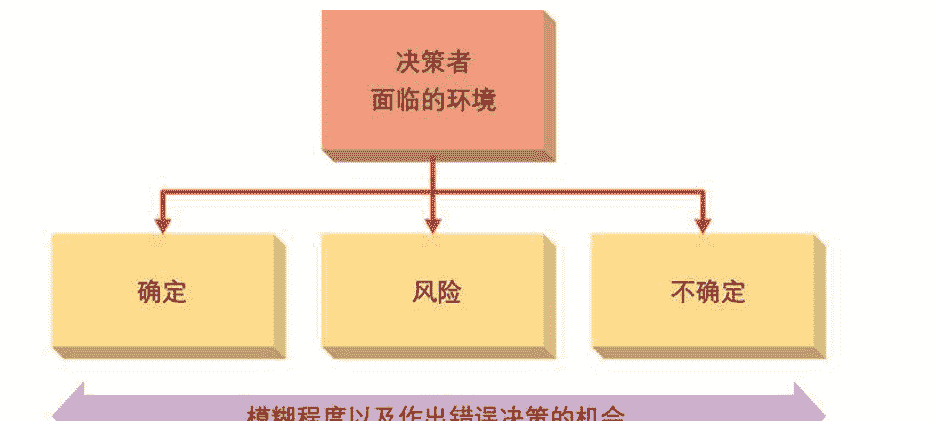 决策者
面临的环境
确定
风险
不确定
模糊程度以及作出错误决策的机会